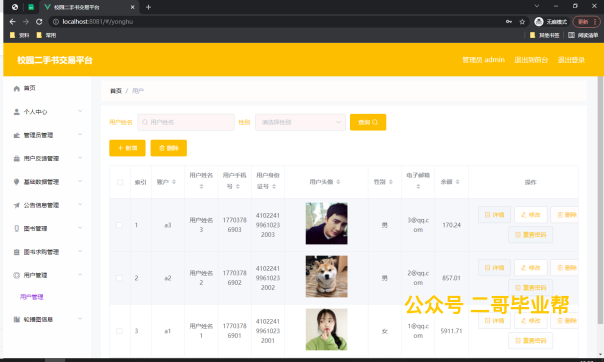 校园二手书交易平台
localhost:8081/#/yonghu
无痕模式
更新
资料
常用
其他书签
阅读清单
校园二手书交易平台
管理员 admin
退出到前台
退出登录
首页
个人中心
管理员管理
用户反馈管理
基础数据管理
公告信息管理
图书管理
图书求购管理
用户管理
用户管理
轮播图信息
首页 / 用户
用户姓名
用户姓名
性别
请选择性别
查询
+ 新增
删除
索引 账户 用户姓名 用户手机号 用户身份证号 用户头像 性别 电子邮箱 余额 操作
1 a3 用户姓名3 17703786903 410224199610232003 男 3@qq.com 170.24 详情 修改 删除 重置密码
2 a2 用户姓名2 17703786902 410224199610232002 男 2@qq.com 857.01 详情 修改 删除 重置密码
3 a1 用户姓名1 17703786901 410224199610232001 女 1@qq.com 5911.71 详情 修改 删除 重置密码
公众号 二哥毕业帮